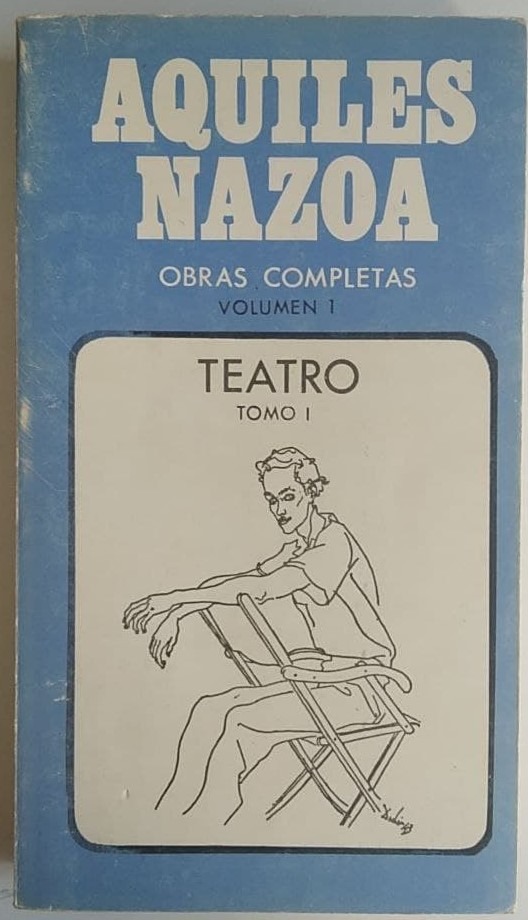 AQUILES
NAZOA
OBRAS COMPLETAS
VOLUMEN 1
TEATRO
TOMO I